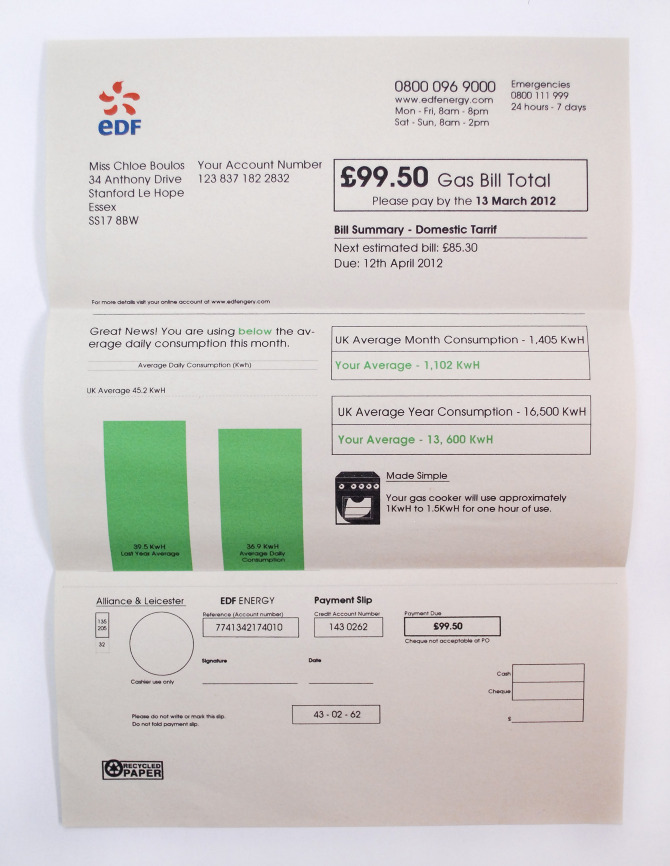 eDF
0800 096 9000
www.edfenergy.com
Mon - Fri, 8am - 8pm
Sat - Sun, 8am - 2pm
Emergencies
0800 111 999
24 hours - 7 days
Miss Chloe Boulos
34 Anthony Drive
Stanford Le Hope
Essex
SS17 8BW
Your Account Number
123 837 182 2832
£99.50 Gas Bill Total
Please pay by the 13 March 2012
Bill Summary - Domestic Tarrif
Next estimated bill: £85.30
Due: 12th April 2012
For more details visit your online account at www.edfengery.com
Great News! You are using below the av-
erage daily consumption this month.
Average Daily Consumption (Kwh)
UK Average 45.2 KwH
39.5 KwH
Last Year Average
36.9 KwH
Average Daily
Consumption
UK Average Month Consumption - 1,405 KwH
Your Average - 1,102 KwH
UK Average Year Consumption - 16,500 KwH
Your Average - 13, 600 KwH
Made Simple
Your gas cooker will use approximately
1KwH to 1.5KwH for one hour of use.
Alliance & Leicester
EDF ENERGY
Payment Slip
135
205
32
Cashier use only
Reference (Account number)
7741342174010
Credit Account Number
143 0262
Payment Due
£99.50
Cheque not acceptable at PO
Signature
Date
Cash
Cheque
Please do not write or mark this slip.
Do not fold payment slip.
43 - 02 - 62
RECYCLED
PAPER